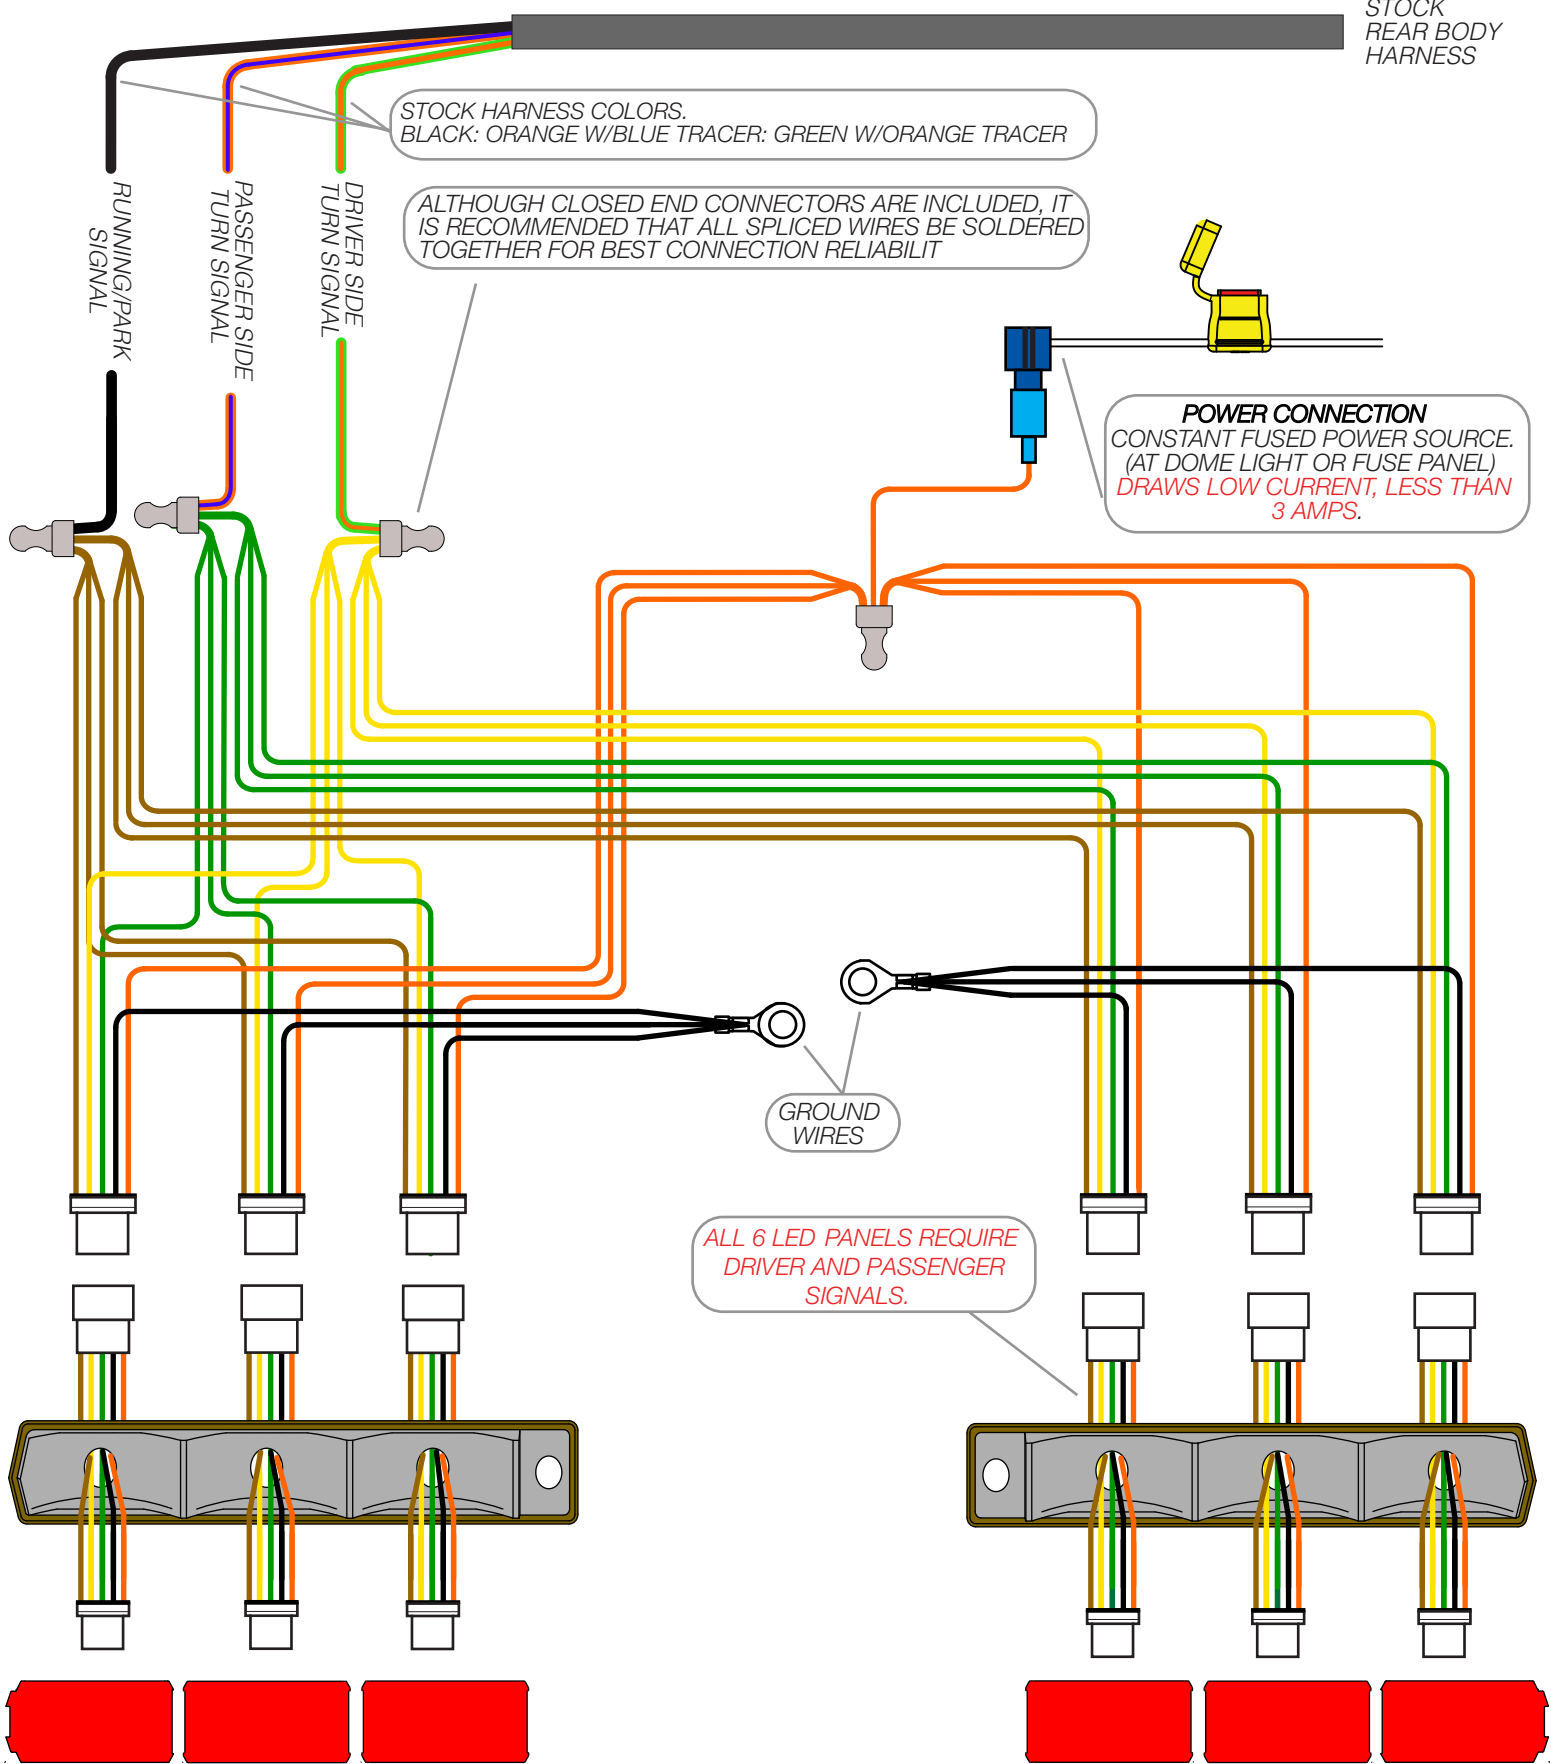 STOCK
REAR BODY
HARNESS
STOCK HARNESS COLORS.
BLACK: ORANGE W/BLUE TRACER: GREEN W/ORANGE TRACER
ALTHOUGH CLOSED END CONNECTORS ARE INCLUDED, IT
IS RECOMMENDED THAT ALL SPLICED WIRES BE SOLDERED
TOGETHER FOR BEST CONNECTION RELIABILIT
RUNNING/PARK
SIGNAL
PASSENGER SIDE
TURN SIGNAL
DRIVER SIDE
TURN SIGNAL
POWER CONNECTION
CONSTANT FUSED POWER SOURCE.
(AT DOME LIGHT OR FUSE PANEL)
DRAWS LOW CURRENT, LESS THAN
3 AMPS.
GROUND
WIRES
ALL 6 LED PANELS REQUIRE
DRIVER AND PASSENGER
SIGNALS.